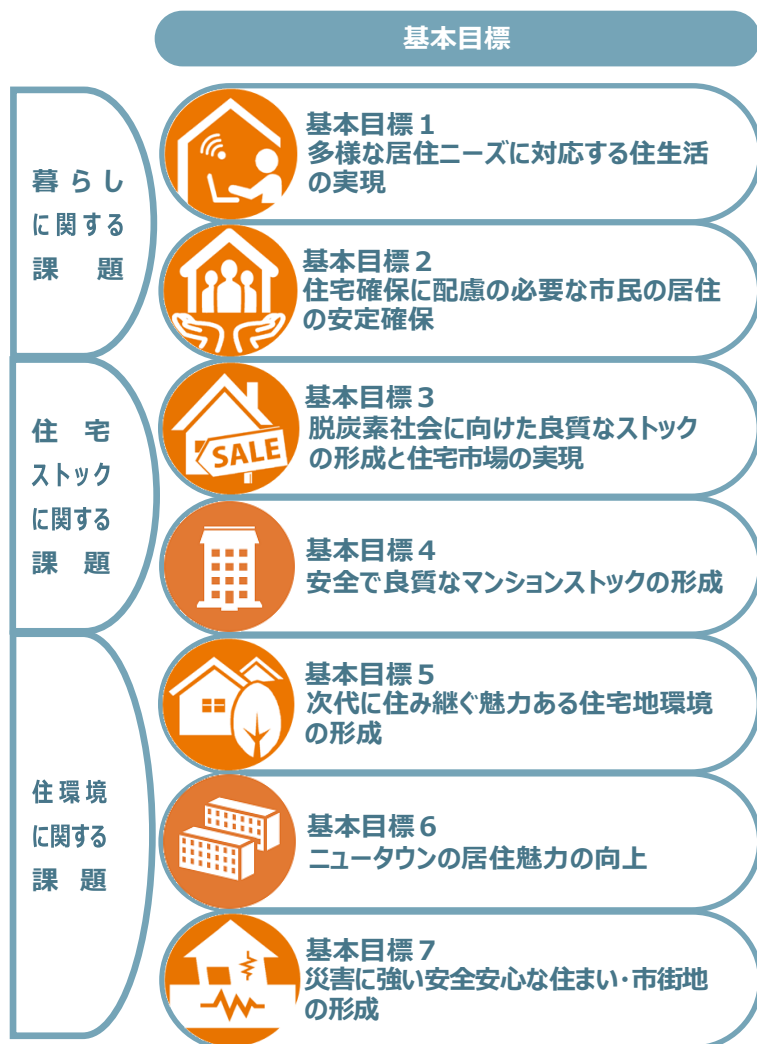 基本目標
暮らし
に関する
課題
基本目標1
多様な居住ニーズに対応する住生活
の実現
基本目標2
住宅確保に配慮の必要な市民の居住
の安定確保
住宅
ストック
に関する
課題
基本目標3
脱炭素社会に向けた良質なストック
の形成と住宅市場の実現
SALE
基本目標4
安全で良質なマンションストックの形成
住環境
に関する
課題
基本目標5
次代に住み継ぐ魅力ある住宅地環境
の形成
基本目標6
ニュータウンの居住魅力の向上
基本目標7
災害に強い安全安心な住まい・市街地
の形成